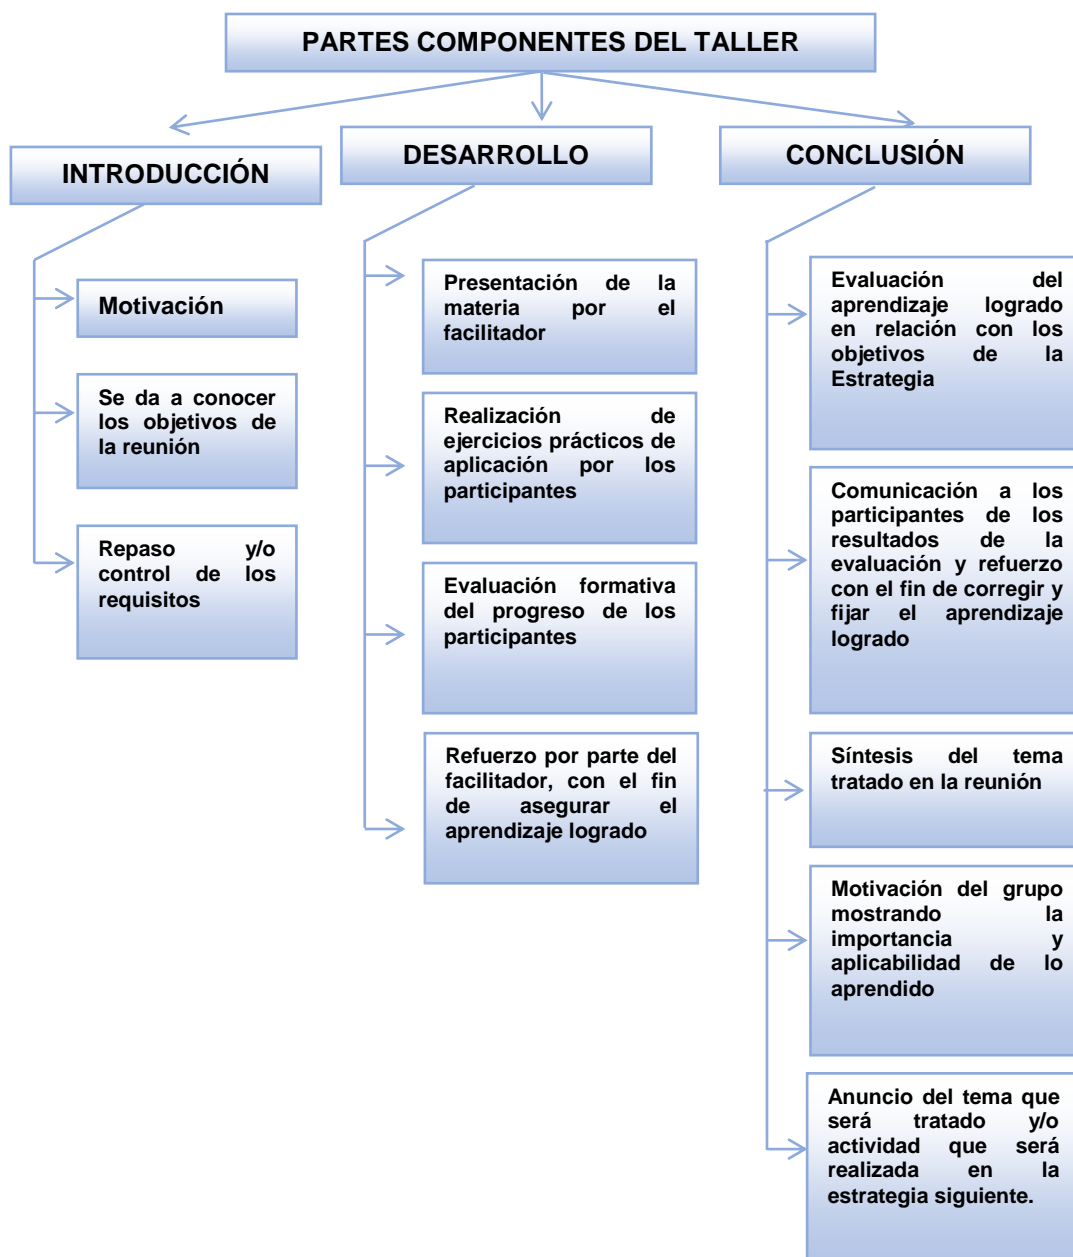 PARTES COMPONENTES DEL TALLER
INTRODUCCIÓN
Motivación
Se da a conocer
los objetivos de
la reunión
Repaso y/o
control de los
requisitos
DESARROLLO
Presentación de la
materia por el
facilitador
Realización de
ejercicios prácticos de
aplicación por los
participantes
Evaluación formativa
del progreso de los
participantes
Refuerzo por parte del
facilitador, con el fin
de asegurar el
aprendizaje logrado
CONCLUSIÓN
Evaluación del
aprendizaje logrado
en relación con los
objetivos de la
Estrategia
Comunicación a los
participantes de los
resultados de la
evaluación y refuerzo
con el fin de corregir y
fijar el aprendizaje
logrado
Síntesis del tema
tratado en la reunión
Motivación del grupo
mostrando la
importancia y
aplicabilidad de lo
aprendido
Anuncio del tema que
será tratado y/o
actividad que será
realizada en la
estrategia siguiente.